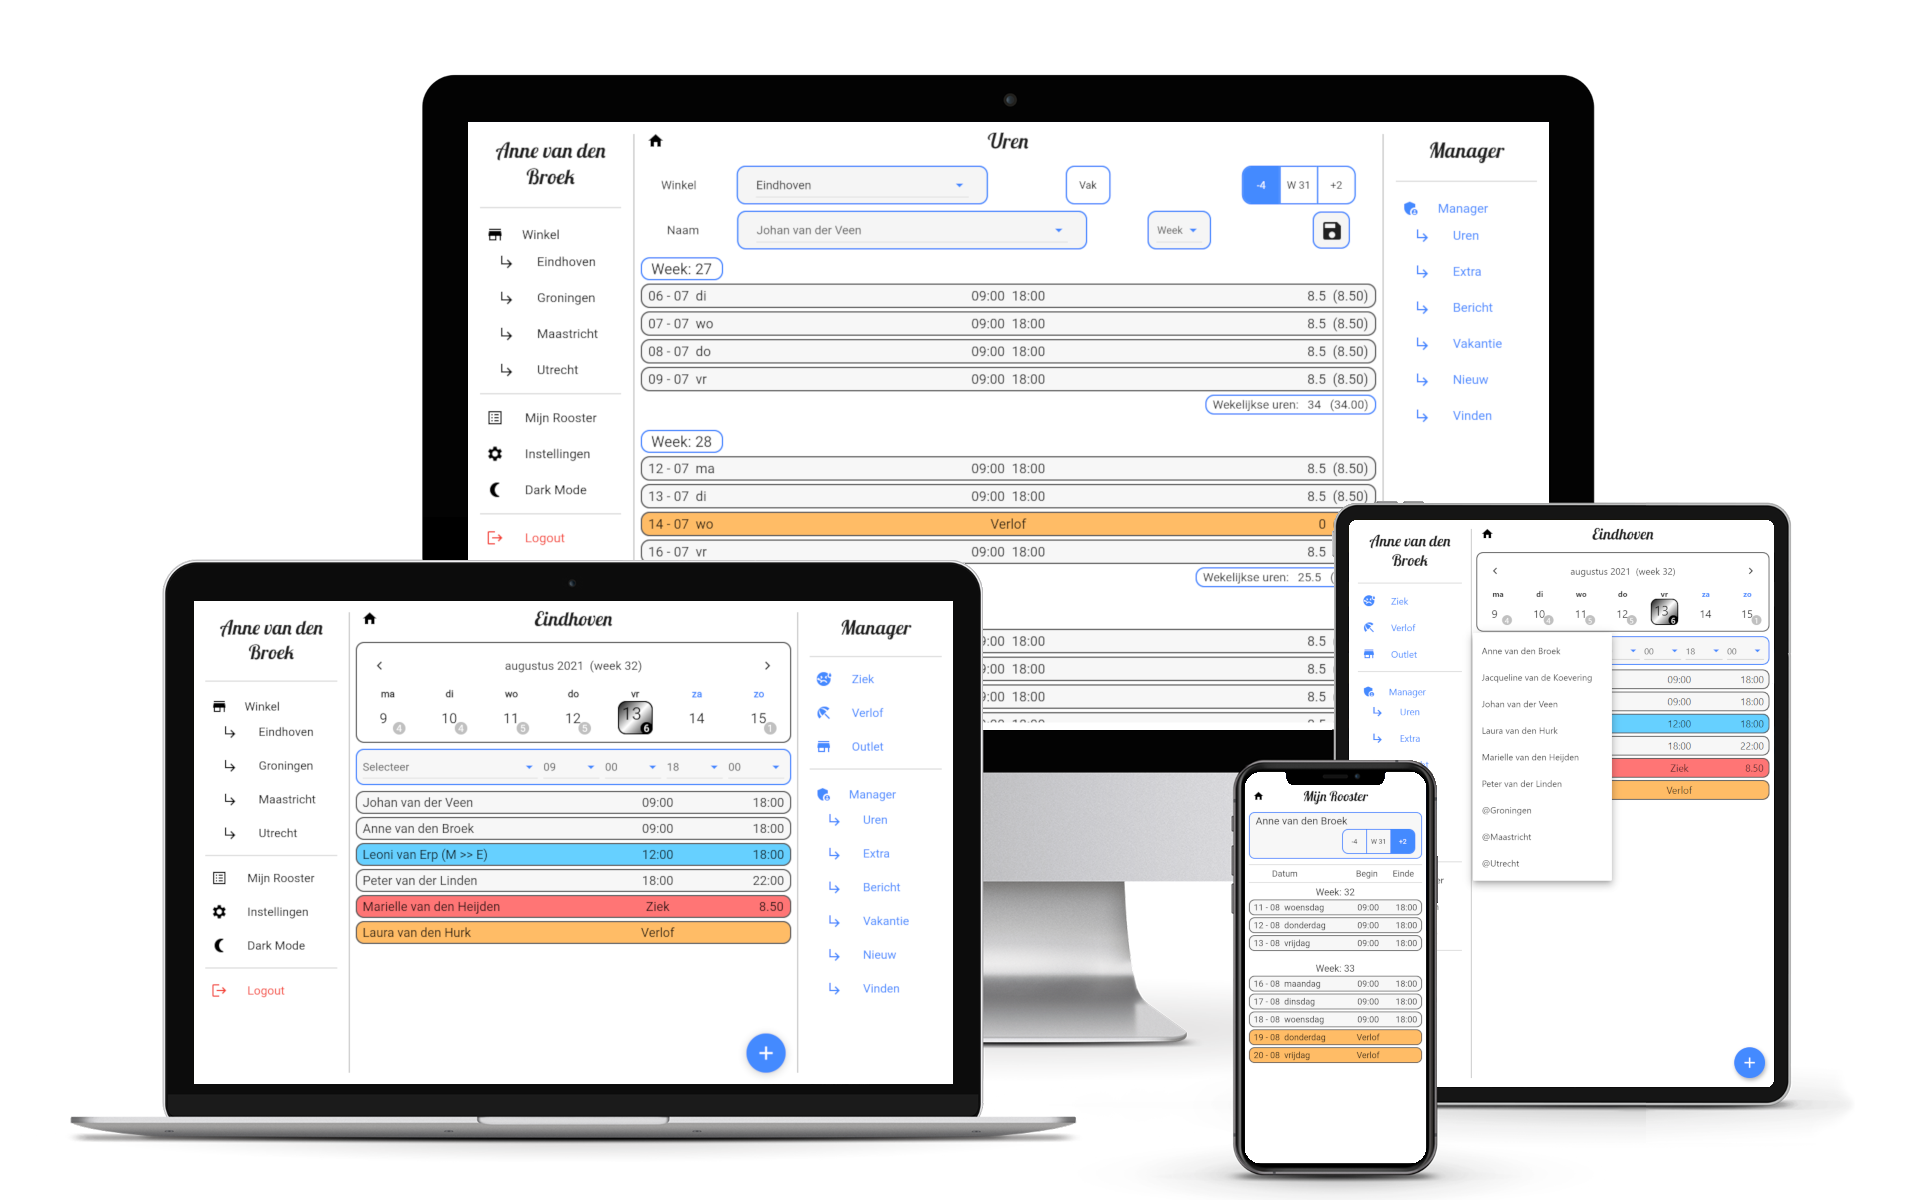 Anne van den
Broek
Winkel
Eindhoven
Groningen
Maastricht
Utrecht
Mijn Rooster
Instellingen
Dark Mode
Logout
Uren
Winkel
Eindhoven
Vak
-4
W 31
+2
Naam
Johan van der Veen
Week
Week: 27
06 - 07 di 09:00 18:00 8.5 (8.50)
07 - 07 wo 09:00 18:00 8.5 (8.50)
08 - 07 do 09:00 18:00 8.5 (8.50)
09 - 07 vr 09:00 18:00 8.5 (8.50)
Wekelijkse uren: 34 (34.00)
Week: 28
12 - 07 ma 09:00 18:00 8.5 (8.50)
13 - 07 di 09:00 18:00 8.5 (8.50)
14 - 07 wo Verlof 0
16 - 07 vr 09:00 18:00 8.5
Wekelijkse uren: 25.5 (
9:00 18:00 8.5
9:00 18:00 8.5
9:00 18:00 8.5
Manager
Manager
Uren
Extra
Bericht
Vakantie
Nieuw
Vinden
Anne van den
Broek
Winkel
Eindhoven
Groningen
Maastricht
Utrecht
Mijn Rooster
Instellingen
Dark Mode
Logout
Eindhoven
augustus 2021 (week 32)
ma di wo do vr za zo
9 4 10 4 11 5 12 5 13 6 14 15 1
Selecteer 09 00 18 00
Johan van der Veen 09:00 18:00
Anne van den Broek 09:00 18:00
Leoni van Erp (M >> E) 12:00 18:00
Peter van der Linden 18:00 22:00
Marielle van den Heijden Ziek 8.50
Laura van den Hurk Verlof
+
Manager
Ziek
Verlof
Outlet
Manager
Uren
Extra
Bericht
Vakantie
Nieuw
Vinden
Anne van den
Broek
Ziek
Verlof
Outlet
Manager
Uren
Extra
Eindhoven
augustus 2021 (week 32)
ma di wo do vr za zo
9 4 10 4 11 5 12 5 13 6 14 15 1
00 18 00
Anne van den Broek
Jacqueline van de Koevering
Johan van der Veen
Laura van den Hurk
Marielle van den Heijden
Peter van der Linden
@Groningen
@Maastricht
@Utrecht
09:00 18:00
09:00 18:00
12:00 18:00
18:00 22:00
Ziek 8.50
Verlof
+
Mijn Rooster
Anne van den Broek
-4
W 31
+2
Datum Begin Einde
Week: 32
11 - 08 woensdag 09:00 18:00
12 - 08 donderdag 09:00 18:00
13 - 08 vrijdag 09:00 18:00
Week: 33
16 - 08 maandag 09:00 18:00
17 - 08 dinsdag 09:00 18:00
18 - 08 woensdag 09:00 18:00
19 - 08 donderdag Verlof
20 - 08 vrijdag Verlof